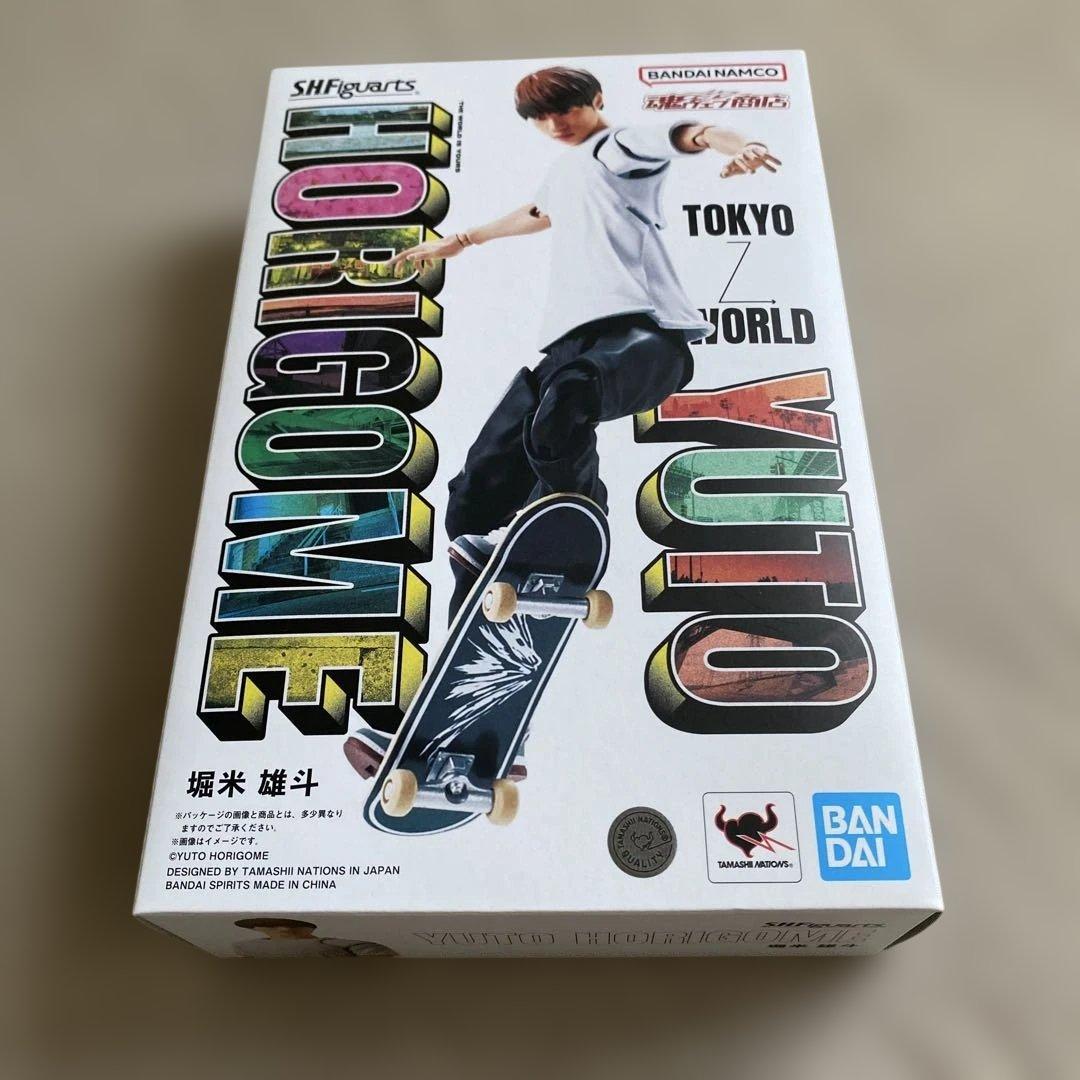 S.H.Figuarts
BANDAI NAMCO
魂ウェブ商店
THE WORLD IS YOURS
HORIGOME
TOKYO
WORLD
YUTO
堀米 雄斗
※パッケージの画像と商品とは、多少異なり
ますのでご了承ください。
※画像はイメージです。
©YUTO HORIGOME
DESIGNED BY TAMASHII NATIONS IN JAPAN
BANDAI SPIRITS MADE IN CHINA
TAMASHII NATIONS
QUALITY
TAMASHII NATIONS®
BAN
DAI
YUTO HORIGOME
S.H.Figuarts
堀米 雄斗